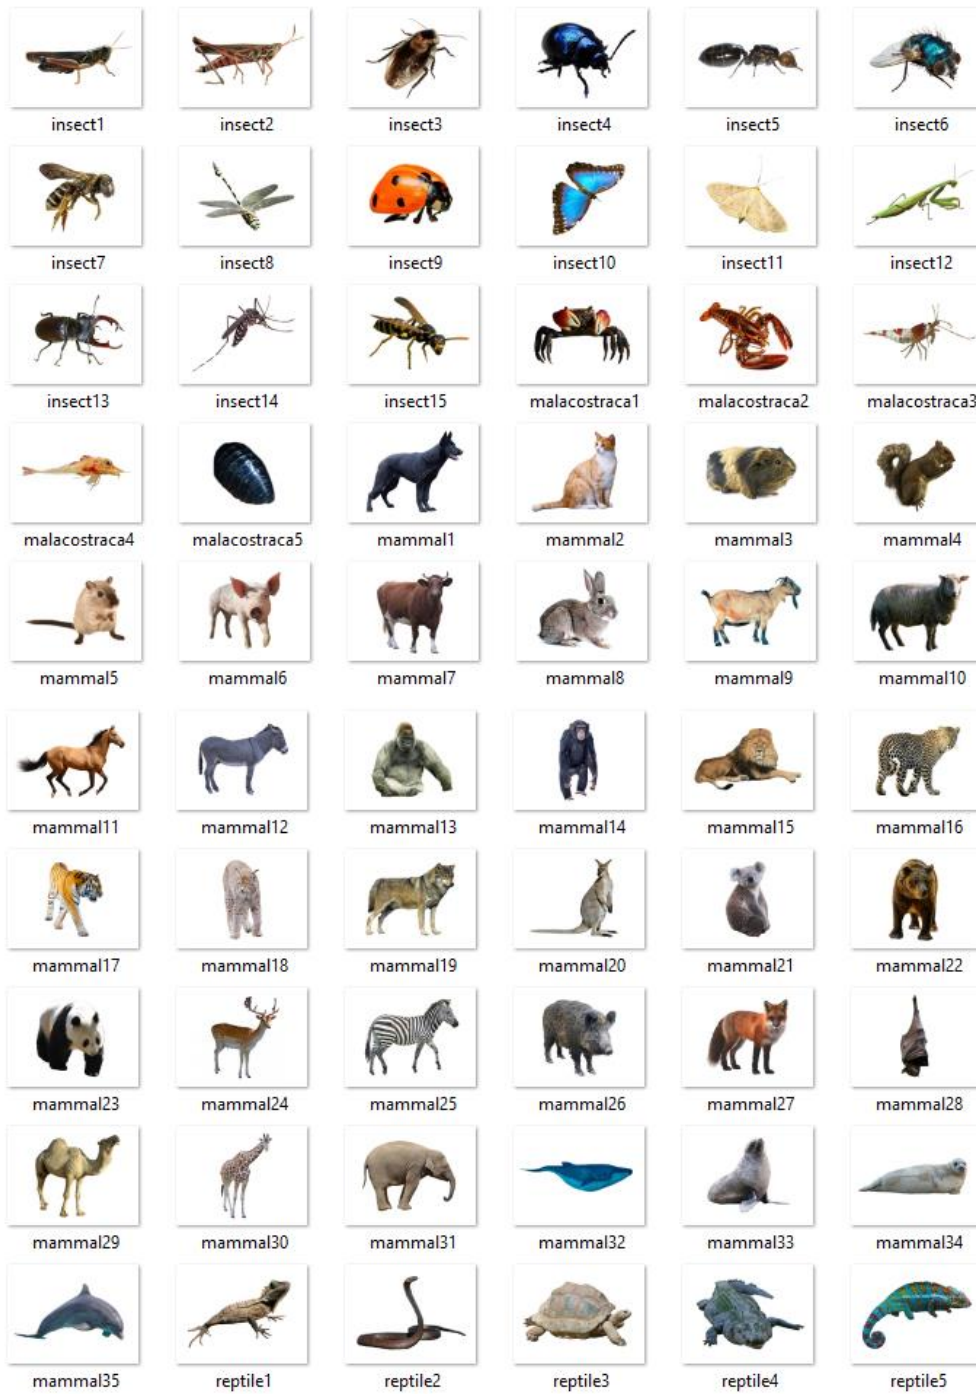 insect1 insect2 insect3 insect4 insect5 insect6
insect7 insect8 insect9 insect10 insect11 insect12
insect13 insect14 insect15 malacostraca1 malacostraca2 malacostraca3
malacostraca4 malacostraca5 mammal1 mammal2 mammal3 mammal4
mammal5 mammal6 mammal7 mammal8 mammal9 mammal10
mammal11 mammal12 mammal13 mammal14 mammal15 mammal16
mammal17 mammal18 mammal19 mammal20 mammal21 mammal22
mammal23 mammal24 mammal25 mammal26 mammal27 mammal28
mammal29 mammal30 mammal31 mammal32 mammal33 mammal34
mammal35 reptile1 reptile2 reptile3 reptile4 reptile5